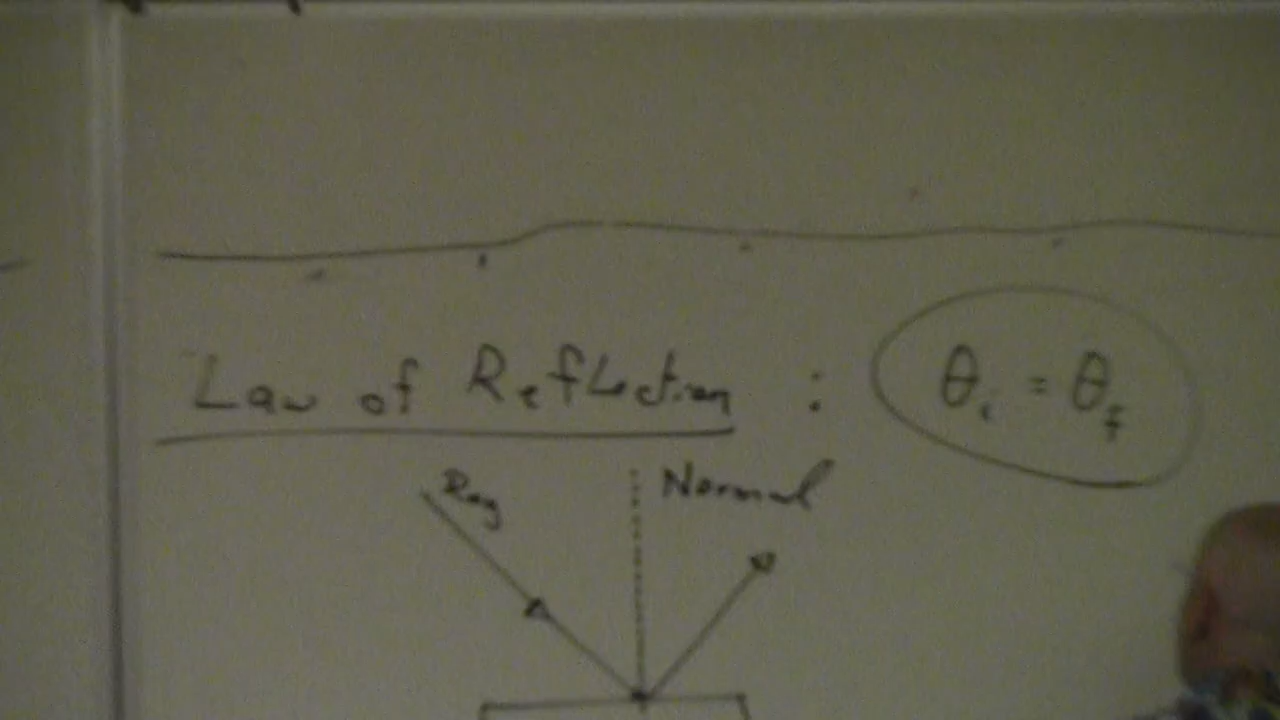 Law of Reflection : θi = θf
Ray
Normal